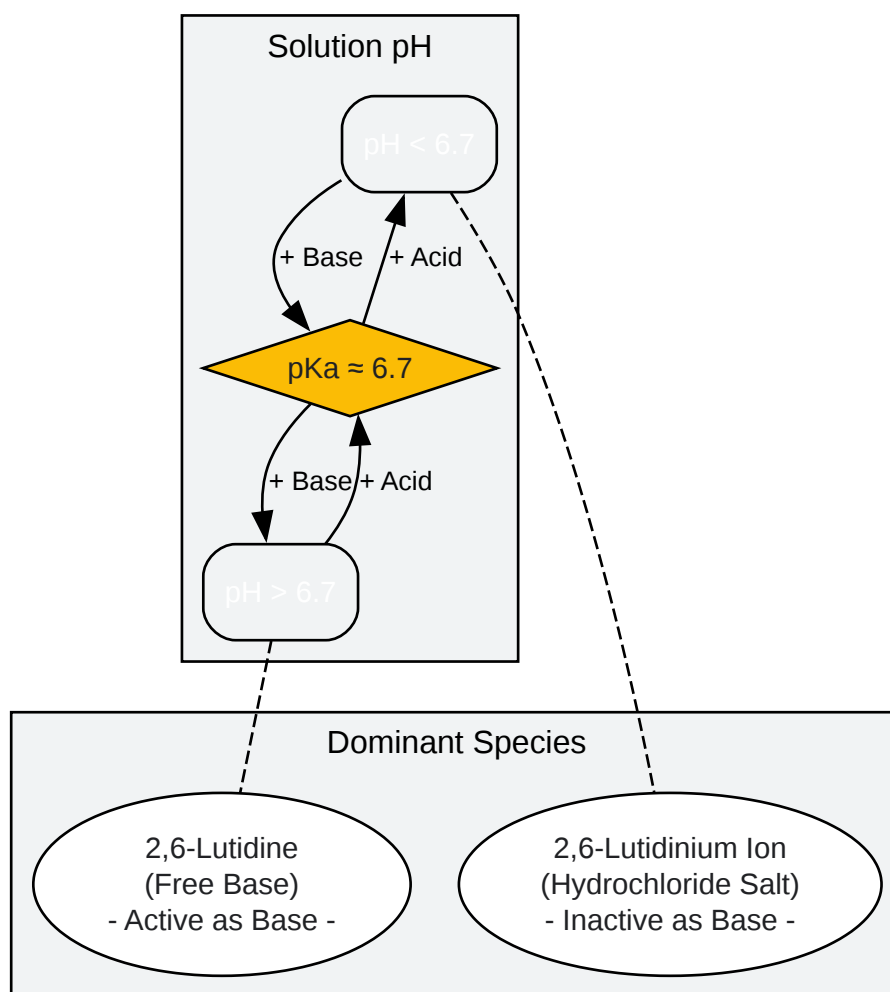 Solution pH
pH < 6.7
+ Base
+ Acid
pKa ≈ 6.7
+ Base
+ Acid
pH > 6.7
Dominant Species
2,6-Lutidine
(Free Base)
- Active as Base -
2,6-Lutidinium Ion
(Hydrochloride Salt)
- Inactive as Base -